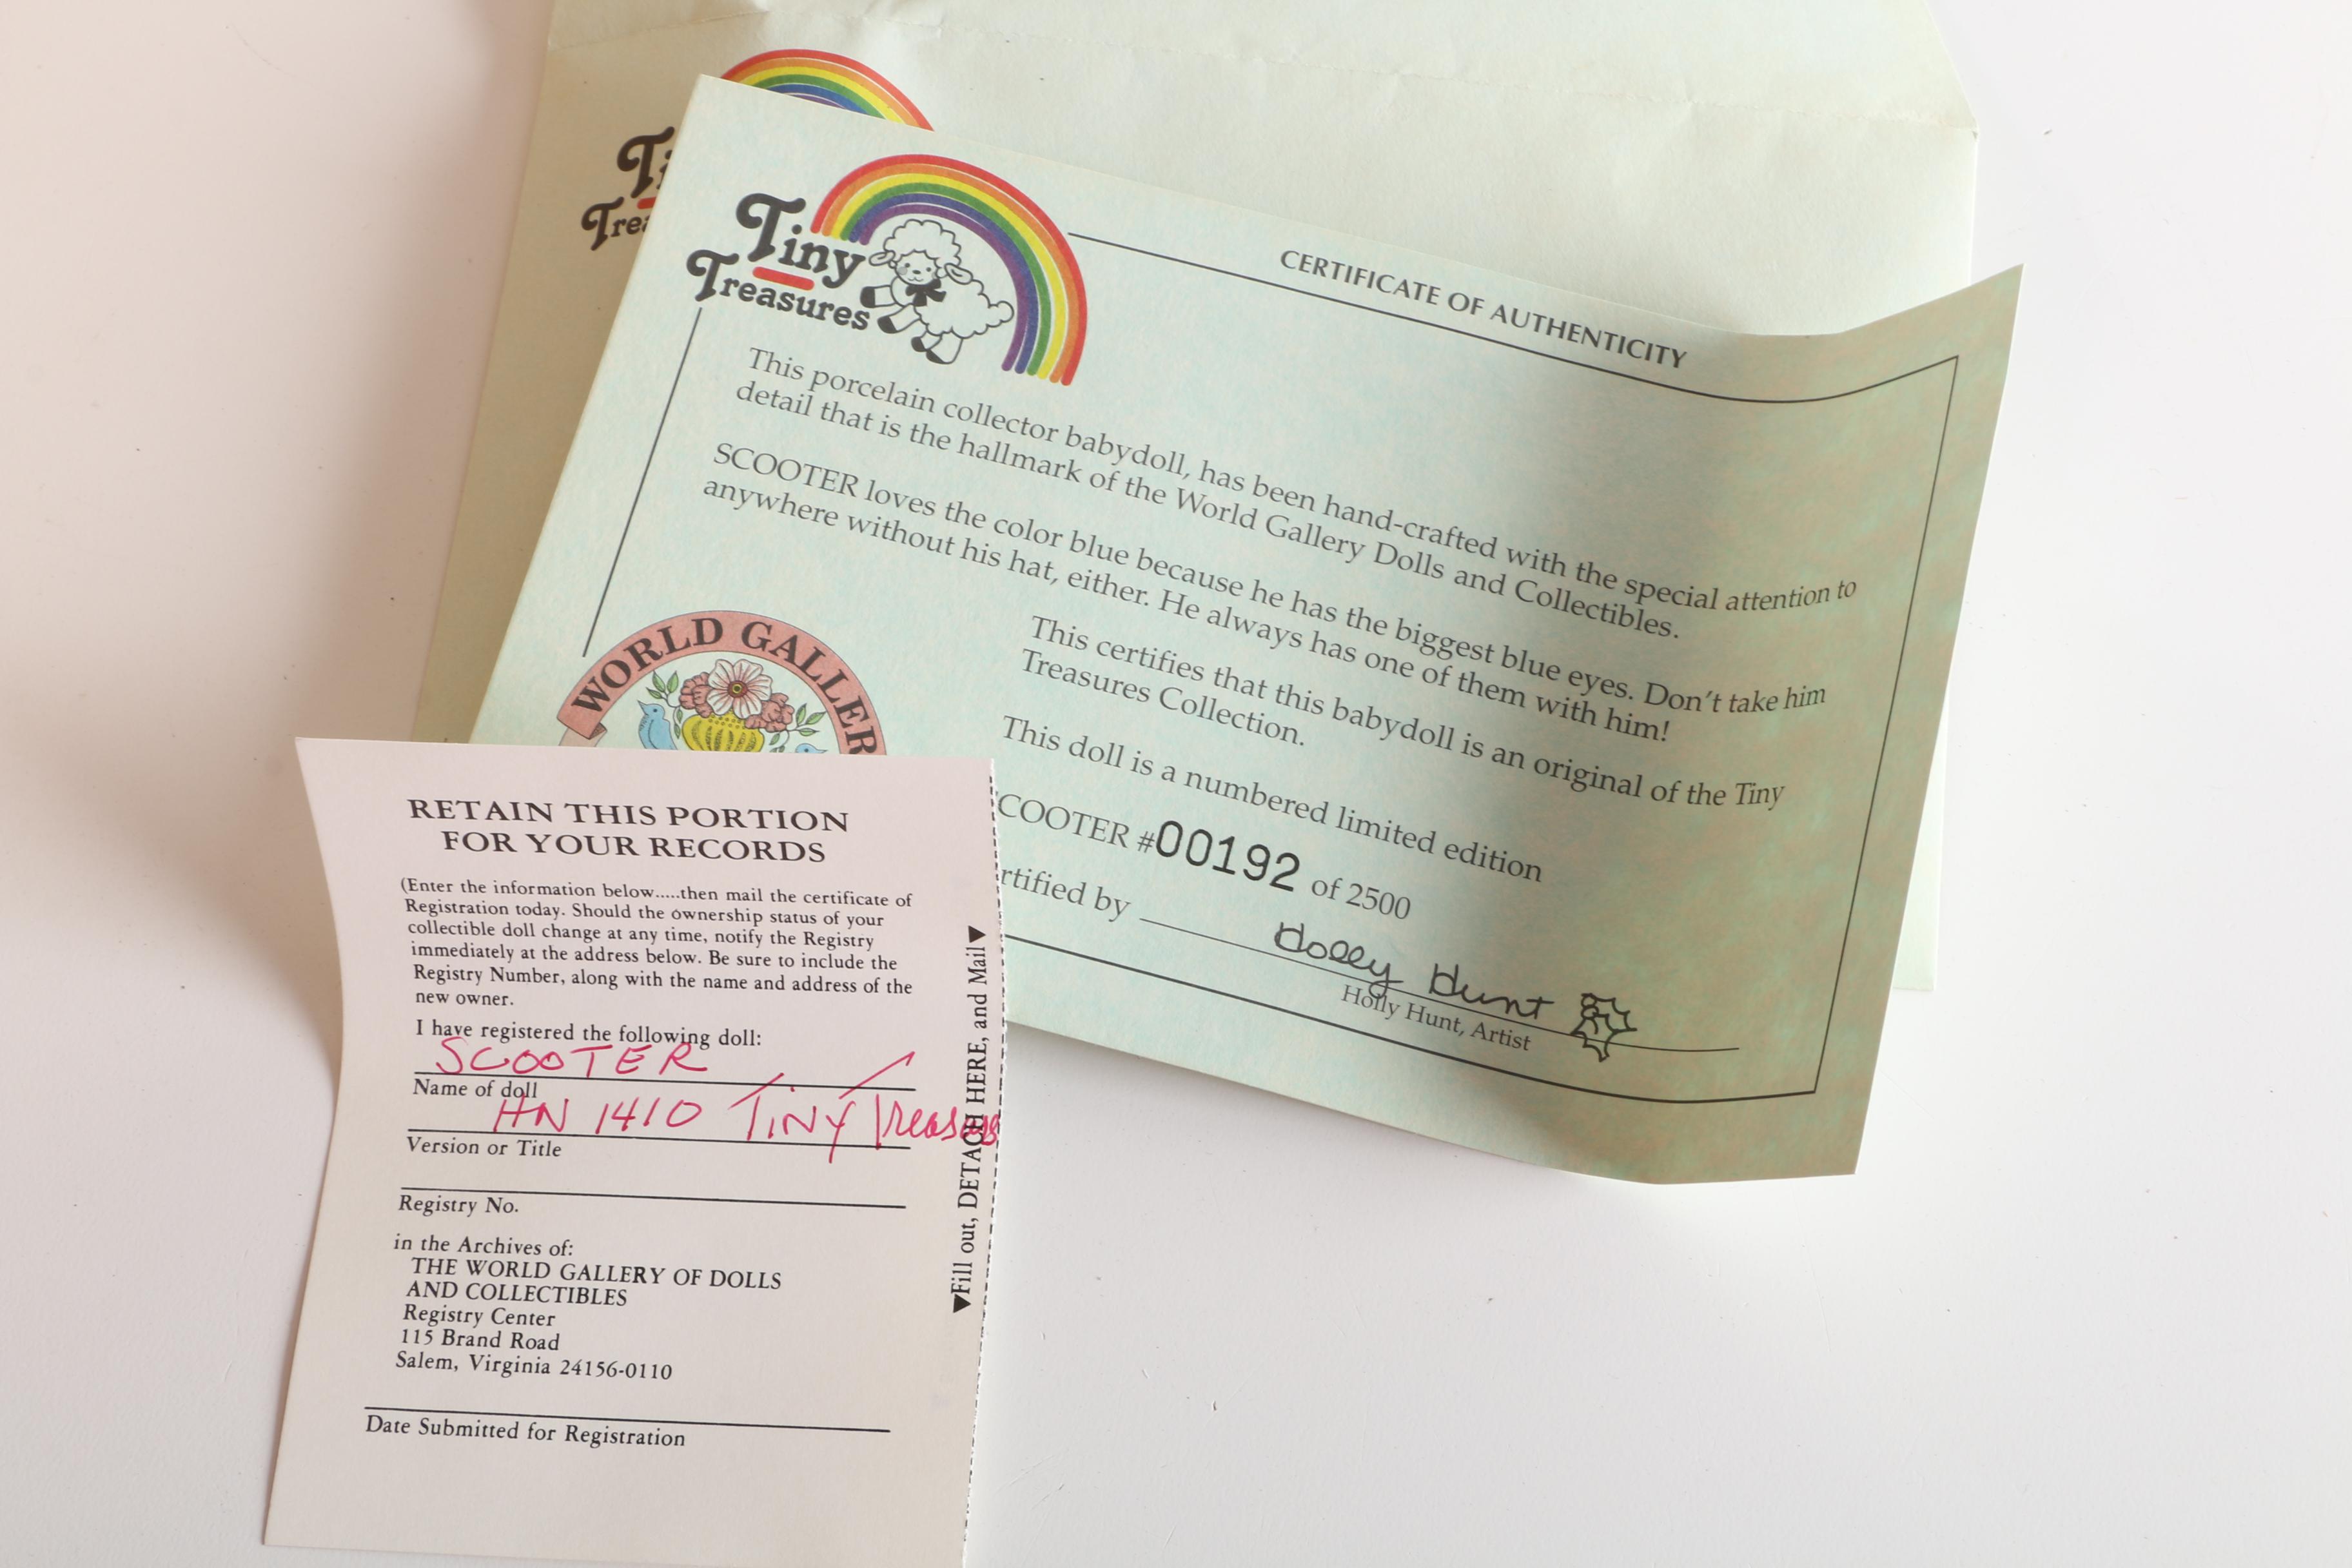 Tiny
Treasures
CERTIFICATE OF AUTHENTICITY
This porcelain collector babydoll, has been hand-crafted with the special attention to
detail that is the hallmark of the World Gallery Dolls and Collectibles.
SCOOTER loves the color blue because he has the biggest blue eyes. Don't take him
anywhere without his hat, either. He always has one of them with him!
This certifies that this babydoll is an original of the Tiny
Treasures Collection.
This doll is a numbered limited edition
COOTER #00192 of 2500
rtified by Holly Hunt
Holly Hunt, Artist
WORLD GALLER
Ti
Trea
RETAIN THIS PORTION
FOR YOUR RECORDS
(Enter the information below.....then mail the certificate of
Registration today. Should the ownership status of your
collectible doll change at any time, notify the Registry
immediately at the address below. Be sure to include the
Registry Number, along with the name and address of the
new owner.
I have registered the following doll:
SCOOTER
Name of doll
HN 1410 TiNY Treasures
Version or Title
Registry No.
in the Archives of:
THE WORLD GALLERY OF DOLLS
AND COLLECTIBLES
Registry Center
115 Brand Road
Salem, Virginia 24156-0110
Date Submitted for Registration
▼Fill out, DETACH HERE, and Mail▼